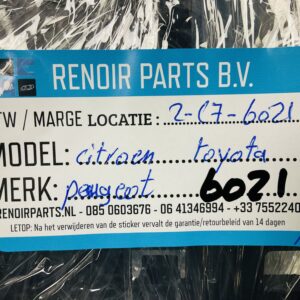 RENOIR PARTS B.V.
TW / MARGE LOCATIE : 2-C7-6021
MODEL: citroen toyota
MERK: peugeot 6021
RENOIRPARTS.NL - 085 0603676 - 06 41346994 - +33 7552240
LETOP: Na het verwijderen van de sticker vervalt de garantie/retourbeleid van 14 dagen